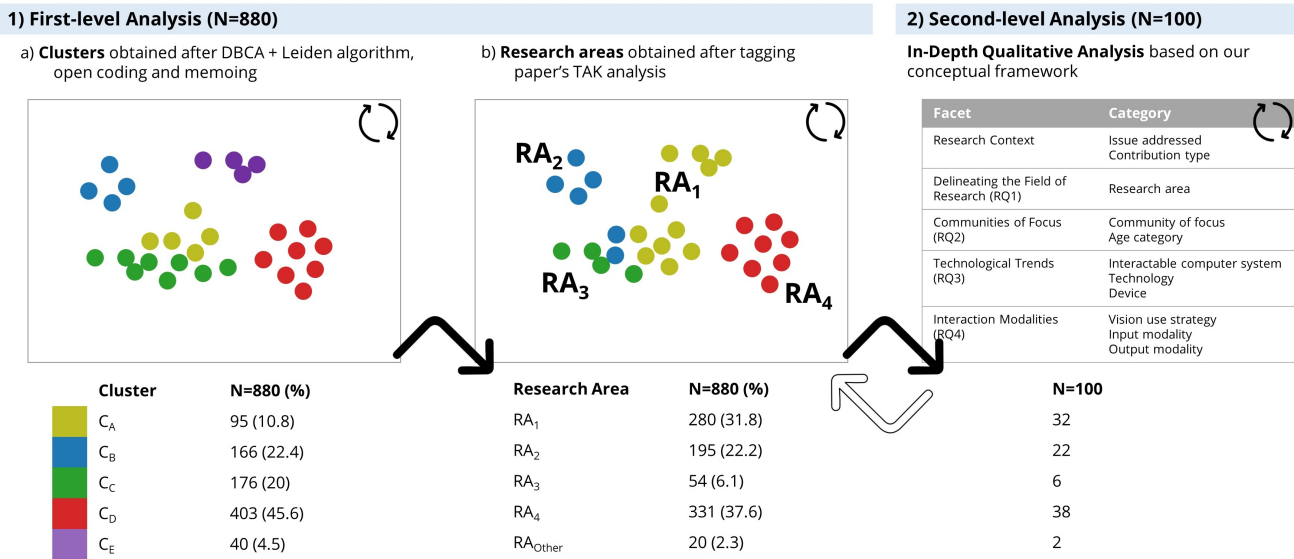 1) First-level Analysis (N=880)
a) Clusters obtained after DBCA + Leiden algorithm,
open coding and memoing
b) Research areas obtained after tagging
paper's TAK analysis
RA2
RA1
RA3
RA4
Cluster N=880 (%)
CA 95 (10.8)
CB 166 (22.4)
CC 176 (20)
CD 403 (45.6)
CE 40 (4.5)
Research Area N=880 (%)
RA1 280 (31.8)
RA2 195 (22.2)
RA3 54 (6.1)
RA4 331 (37.6)
RAOther 20 (2.3)
2) Second-level Analysis (N=100)
In-Depth Qualitative Analysis based on our
conceptual framework
Facet Category
Research Context Issue addressed
Contribution type
Delineating the Field of
Research (RQ1) Research area
Communities of Focus Community of focus
(RQ2) Age category
Technological Trends Interactable computer system
(RQ3) Technology
Device
Interaction Modalities Vision use strategy
(RQ4) Input modality
Output modality
N=100
32
22
6
38
2